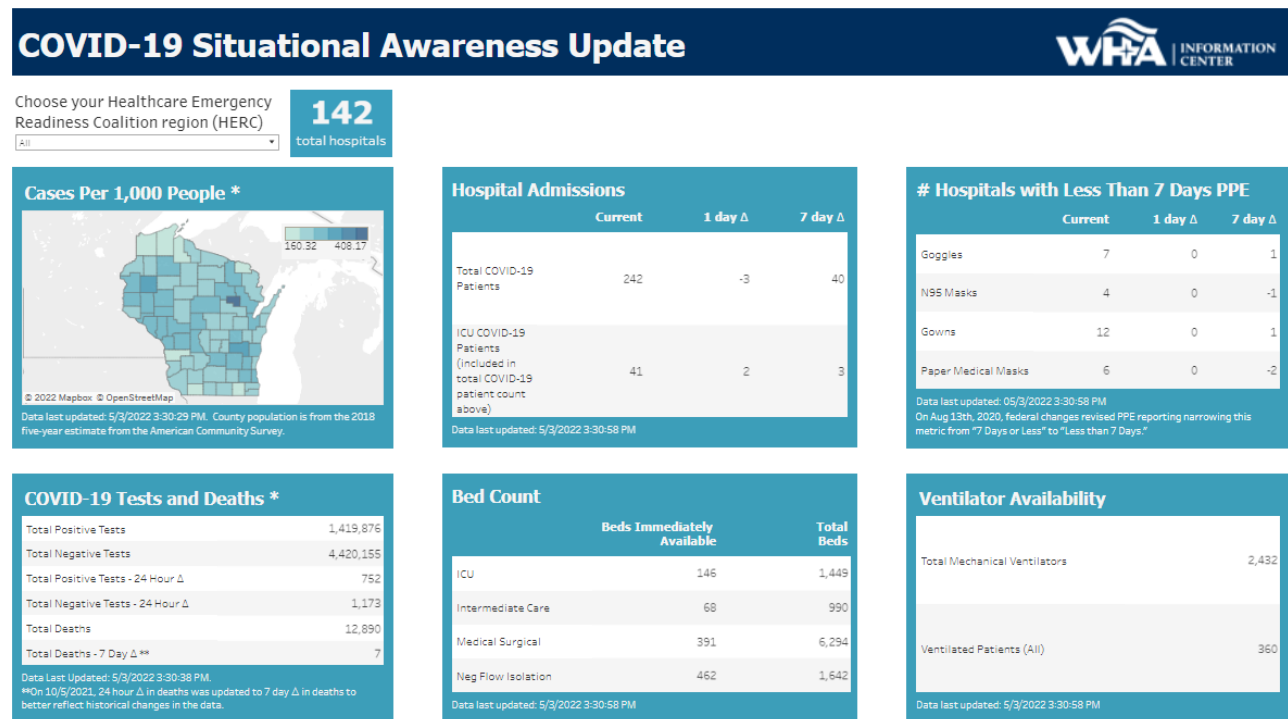 COVID-19 Situational Awareness Update
WHA INFORMATION CENTER
Choose your Healthcare Emergency
Readiness Coalition region (HERC)
All
142
total hospitals
Cases Per 1,000 People *
160.32 408.17
© 2022 Mapbox © OpenStreetMap
Data last updated: 5/3/2022 3:30:29 PM. County population is from the 2018
five-year estimate from the American Community Survey.
Hospital Admissions
Current 1 day Δ 7 day Δ
Total COVID-19
Patients 242 -3 40
ICU COVID-19
Patients
(included in
total COVID-19
patient count
above) 41 2 3
Data last updated: 5/3/2022 3:30:58 PM
# Hospitals with Less Than 7 Days PPE
Current 1 day Δ 7 day Δ
Goggles 7 0 1
N95 Masks 4 0 -1
Gowns 12 0 1
Paper Medical Masks 6 0 -2
Data last updated: 05/3/2022 3:30:58 PM
On Aug 13th, 2020, federal changes revised PPE reporting narrowing this
metric from "7 Days or Less" to "Less than 7 Days."
COVID-19 Tests and Deaths *
Total Positive Tests 1,419,876
Total Negative Tests 4,420,155
Total Positive Tests - 24 Hour Δ 752
Total Negative Tests - 24 Hour Δ 1,173
Total Deaths 12,890
Total Deaths - 7 Day Δ ** 7
Data Last Updated: 5/3/2022 3:30:38 PM.
**On 10/5/2021, 24 hour Δ in deaths was updated to 7 day Δ in deaths to
better reflect historical changes in the data.
Bed Count
Beds Immediately Total
Available Beds
ICU 146 1,449
Intermediate Care 68 990
Medical Surgical 391 6,294
Neg Flow Isolation 462 1,642
Data last updated: 5/3/2022 3:30:58 PM
Ventilator Availability
Total Mechanical Ventilators 2,432
Ventilated Patients (All) 360
Data last updated: 5/3/2022 3:30:58 PM